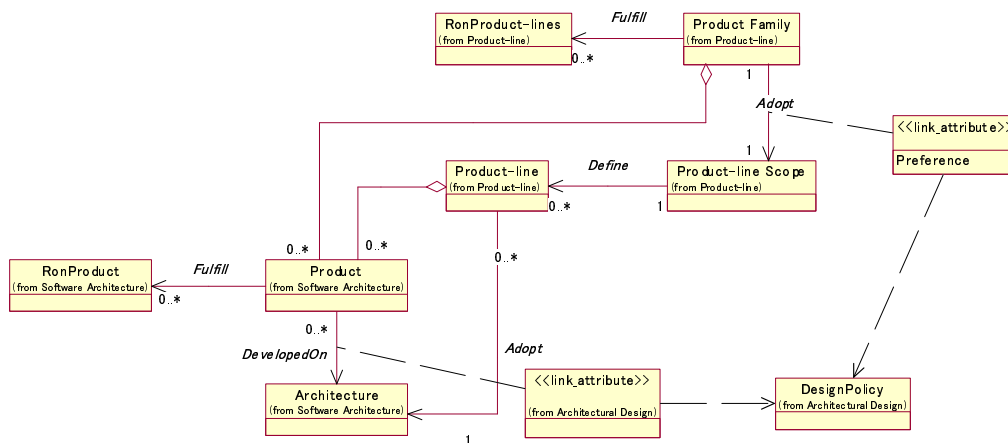 RonProduct-lines
(from Product-line)
Fulfill
0..*
Product Family
(from Product-line)
1
Adopt
1
<<link_attribute>>
Preference
Product-line
(from Product-line)
Define
0..*
1
Product-line Scope
(from Product-line)
0..*
0..*
0..*
RonProduct
(from Software Architecture)
Fulfill
0..*
Product
(from Software Architecture)
0..*
DevelopedOn
Adopt
Architecture
(from Software Architecture)
1
<<link_attribute>>
(from Architectural Design)
DesignPolicy
(from Architectural Design)